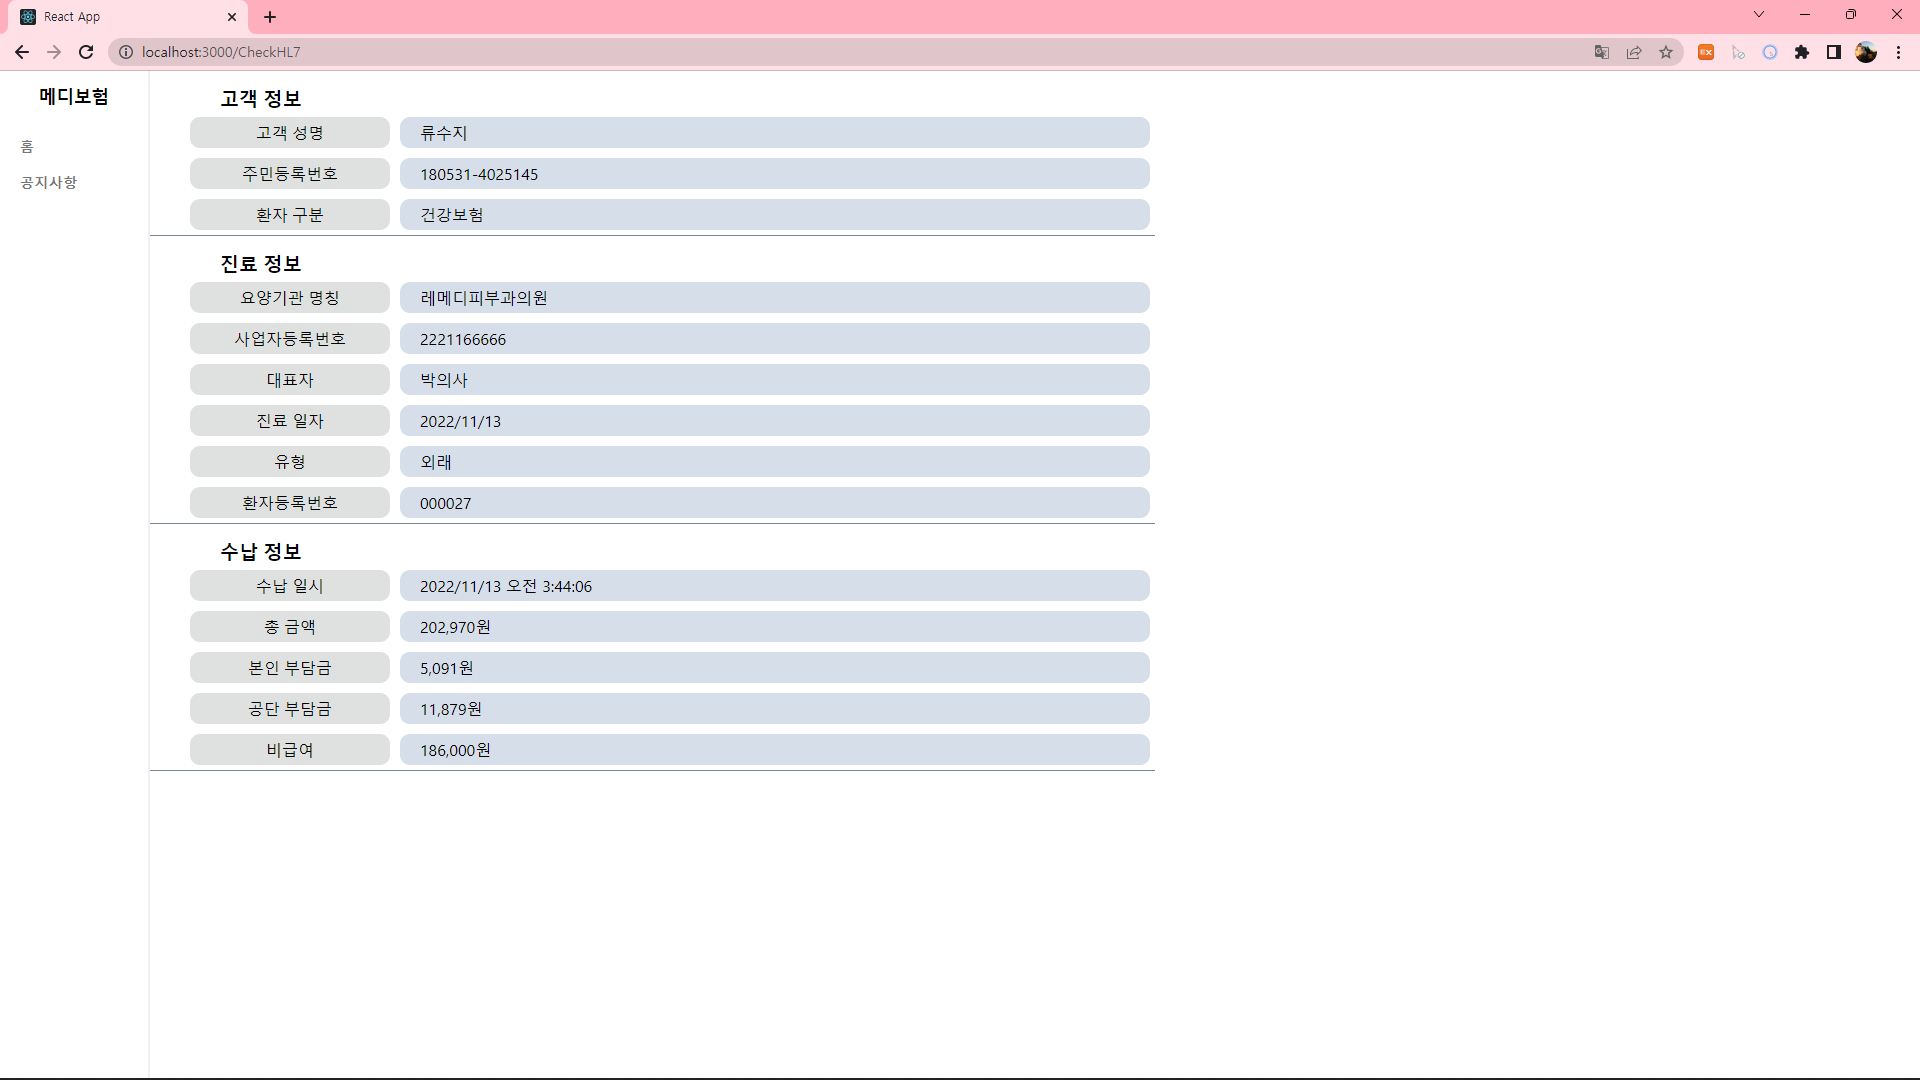 React App
localhost:3000/CheckHL7
메디보험
홈
공지사항
고객 정보
고객 성명 류수지
주민등록번호 180531-4025145
환자 구분 건강보험
진료 정보
요양기관 명칭 레메디피부과의원
사업자등록번호 2221166666
대표자 박의사
진료 일자 2022/11/13
유형 외래
환자등록번호 000027
수납 정보
수납 일시 2022/11/13 오전 3:44:06
총 금액 202,970원
본인 부담금 5,091원
공단 부담금 11,879원
비급여 186,000원